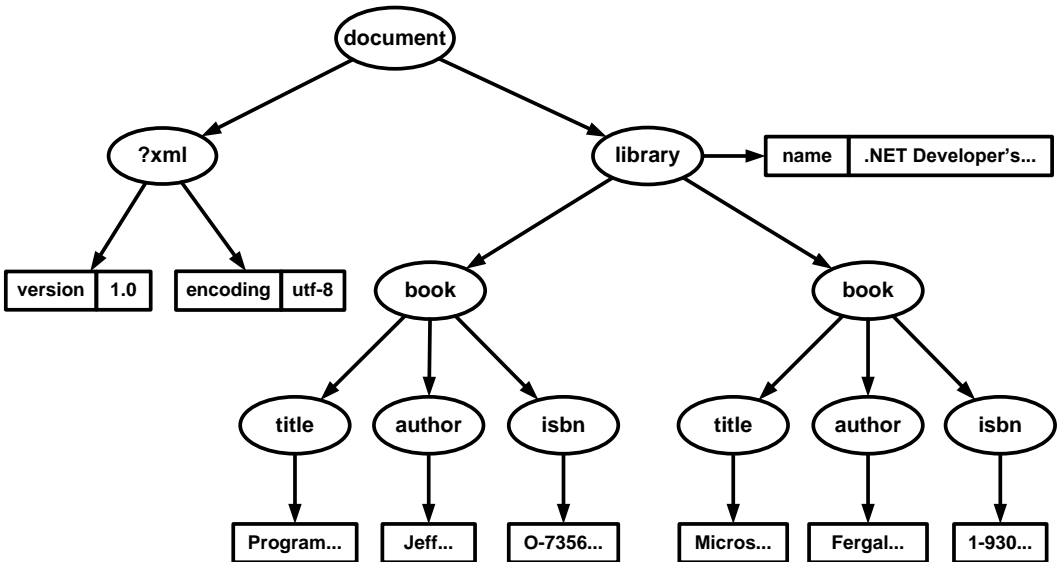 document
?xml
library
name .NET Developer's...
version 1.0
encoding utf-8
book
book
title
author
isbn
title
author
isbn
Program...
Jeff...
O-7356...
Micros...
Fergal...
1-930...